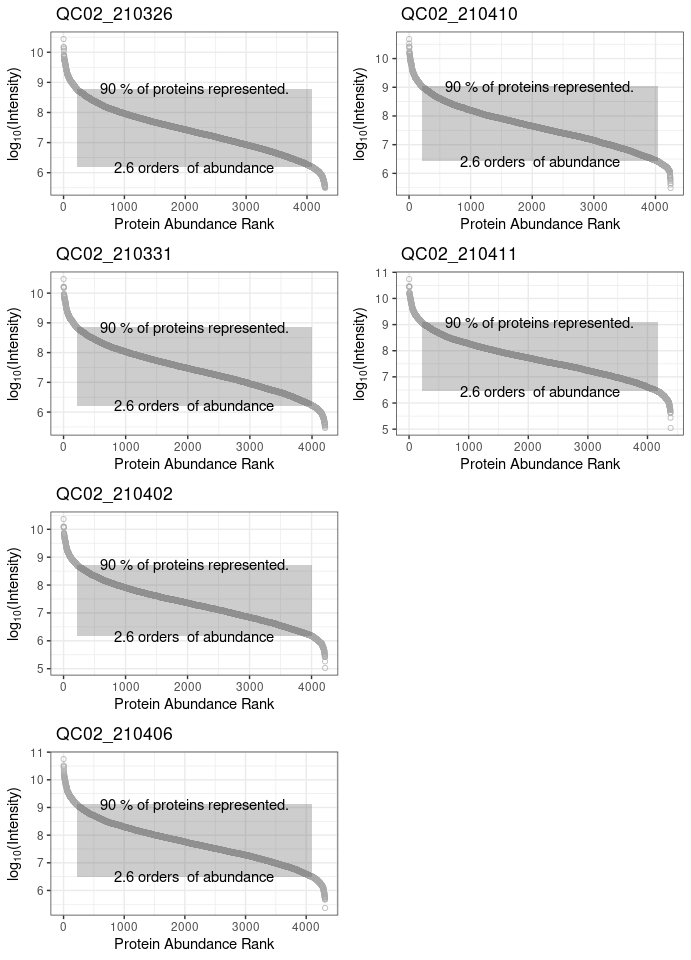 QC02_210326
log10(Intensity)
10
9
8
7
6
90 % of proteins represented.
2.6 orders  of abundance
0 1000 2000 3000 4000
Protein Abundance Rank
QC02_210410
log10(Intensity)
10
9
8
7
6
90 % of proteins represented.
2.6 orders  of abundance
0 1000 2000 3000 4000
Protein Abundance Rank
QC02_210331
log10(Intensity)
10
9
8
7
6
90 % of proteins represented.
2.6 orders  of abundance
0 1000 2000 3000 4000
Protein Abundance Rank
QC02_210411
log10(Intensity)
11
10
9
8
7
6
5
90 % of proteins represented.
2.6 orders  of abundance
0 1000 2000 3000 4000
Protein Abundance Rank
QC02_210402
log10(Intensity)
10
9
8
7
6
5
90 % of proteins represented.
2.6 orders  of abundance
0 1000 2000 3000 4000
Protein Abundance Rank
QC02_210406
log10(Intensity)
11
10
9
8
7
6
90 % of proteins represented.
2.6 orders  of abundance
0 1000 2000 3000 4000
Protein Abundance Rank